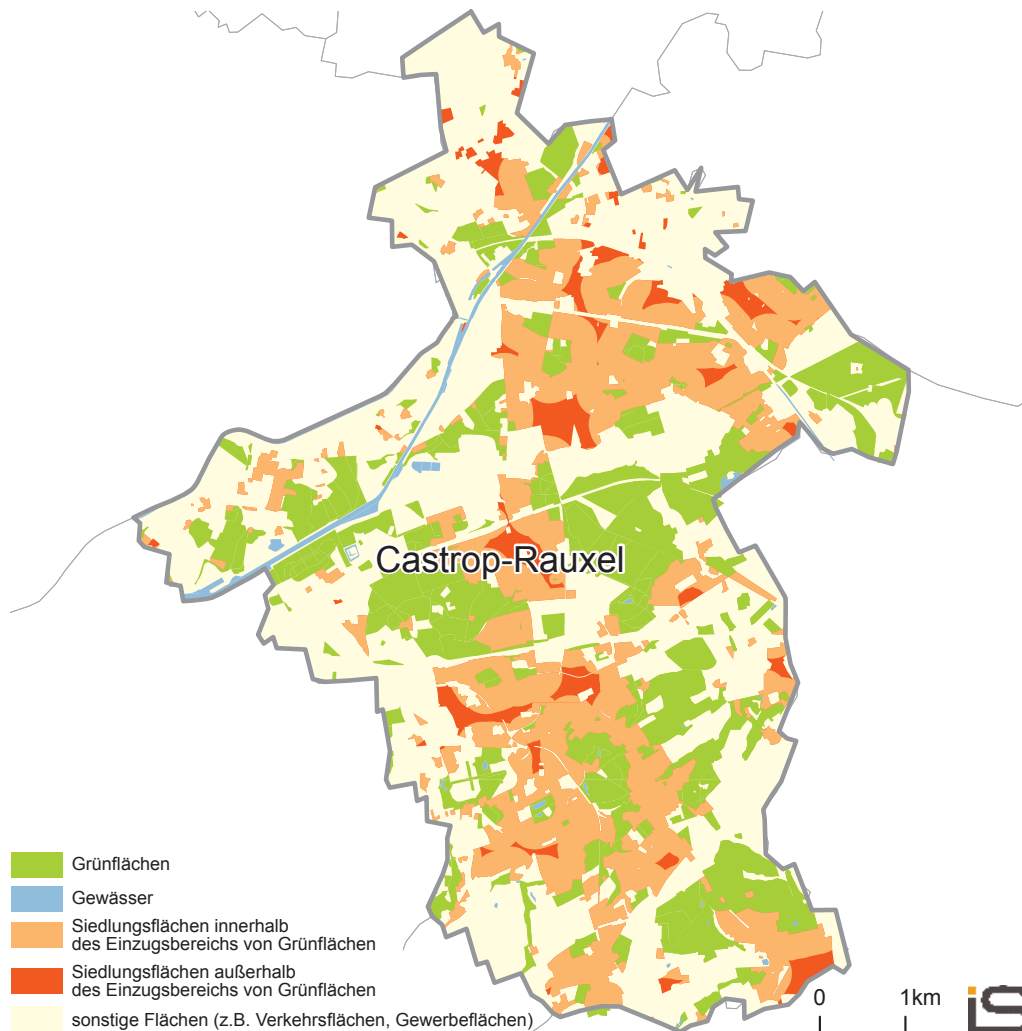 Castrop-Rauxel
Grünflächen
Gewässer
Siedlungsflächen innerhalb
des Einzugsbereichs von Grünflächen
Siedlungsflächen außerhalb
des Einzugsbereichs von Grünflächen
sonstige Flächen (z.B. Verkehrsflächen, Gewerbeflächen)
0 1km